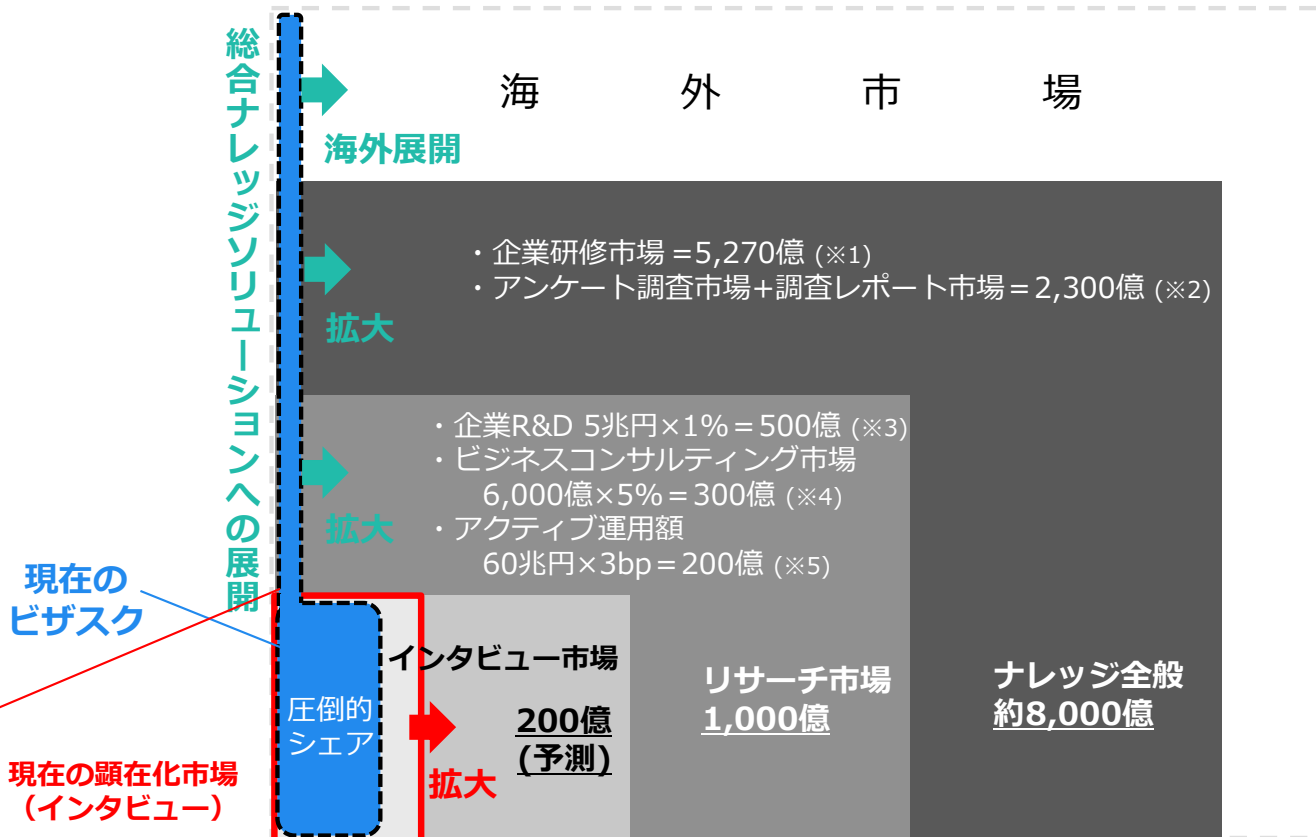 総合ナレッジソリューションへの展開
海外市場
海外展開
・企業研修市場=5,270億 (※1)
・アンケート調査市場+調査レポート市場=2,300億 (※2)
拡大
・企業R&D 5兆円×1%=500億 (※3)
・ビジネスコンサルティング市場
6,000億×5%=300億 (※4)
・アクティブ運用額
60兆円×3bp=200億 (※5)
拡大
現在の
ビザスク
圧倒的
シェア
インタビュー市場
200億
(予測)
拡大
リサーチ市場
1,000億
ナレッジ全般
約8,000億
現在の顕在化市場
（インタビュー）